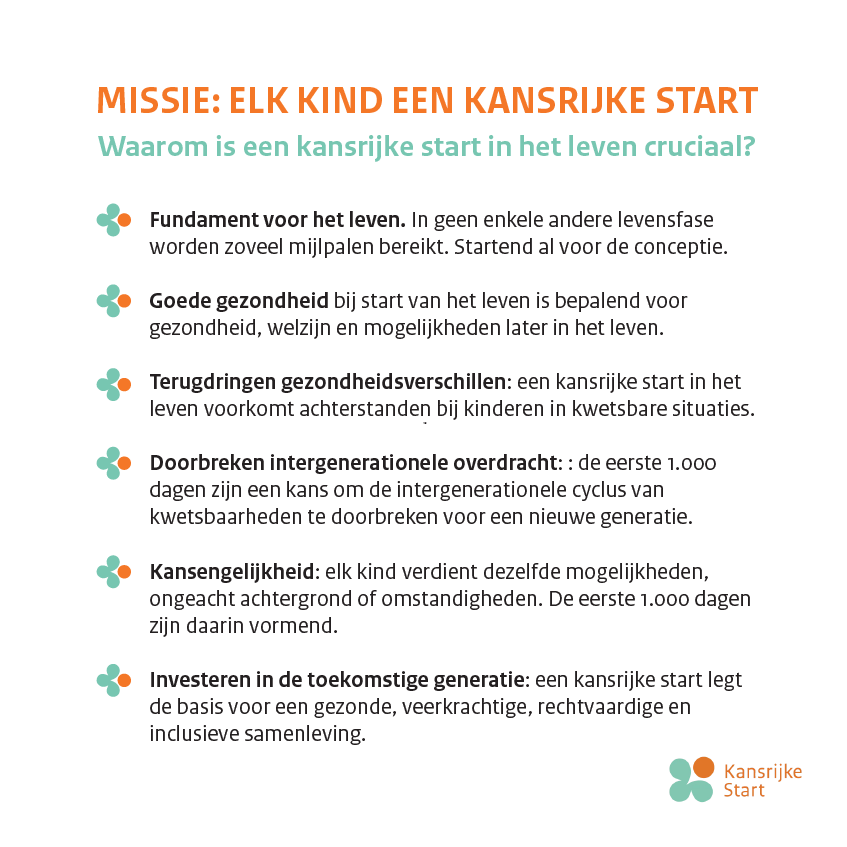 MISSIE: ELK KIND EEN KANSRIJKE START
Waarom is een kansrijke start in het leven cruciaal?
Fundament voor het leven. In geen enkele andere levensfase
worden zoveel mijlpalen bereikt. Startend al voor de conceptie.
Goede gezondheid bij start van het leven is bepalend voor
gezondheid, welzijn en mogelijkheden later in het leven.
Terugdringen gezondheidsverschillen: een kansrijke start in het
leven voorkomt achterstanden bij kinderen in kwetsbare situaties.
Doorbreken intergenerationele overdracht: : de eerste 1.000
dagen zijn een kans om de intergenerationele cyclus van
kwetsbaarheden te doorbreken voor een nieuwe generatie.
Kansengelijkheid: elk kind verdient dezelfde mogelijkheden,
ongeacht achtergrond of omstandigheden. De eerste 1.000 dagen
zijn daarin vormend.
Investeren in de toekomstige generatie: een kansrijke start legt
de basis voor een gezonde, veerkrachtige, rechtvaardige en
inclusieve samenleving.
Kansrijke
Start